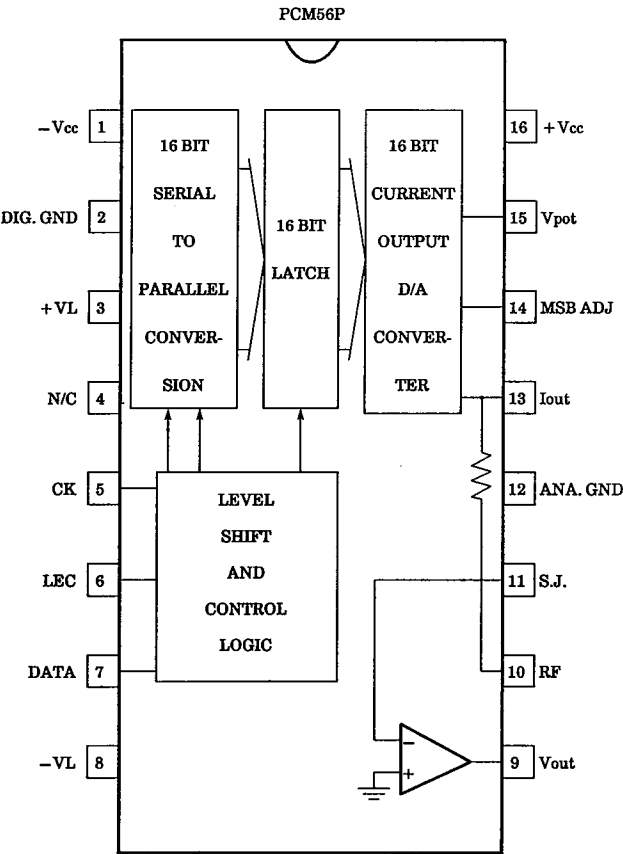 PCM56P
−Vcc 1
DIG. GND 2
+VL 3
N/C 4
CK 5
LEC 6
DATA 7
−VL 8
16 BIT
SERIAL
TO
PARALLEL
CONVER-
SION
16 BIT
LATCH
16 BIT
CURRENT
OUTPUT
D/A
CONVER-
TER
LEVEL
SHIFT
AND
CONTROL
LOGIC
−
+
16 +Vcc
15 Vpot
14 MSB ADJ
13 Iout
12 ANA. GND
11 S.J.
10 RF
9 Vout